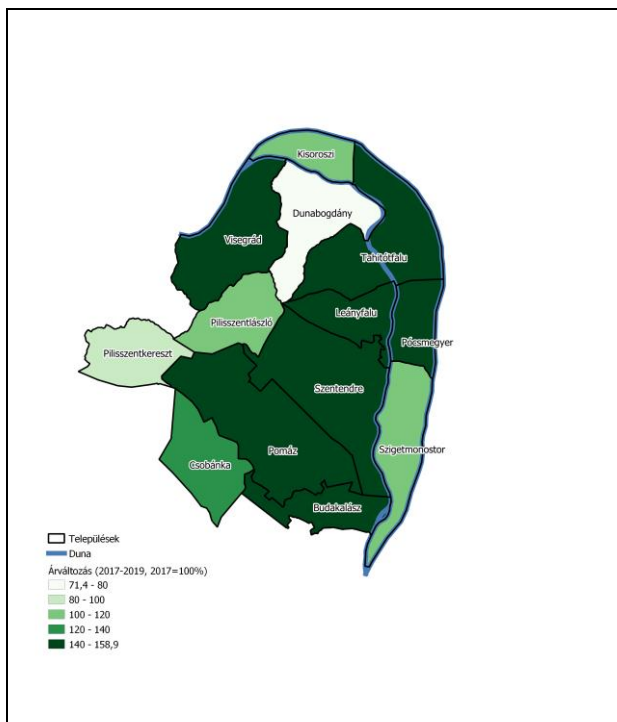 Kisoroszi
Dunabogdány
Visegrád
Tahitótfalu
Leányfalu
Pilisszentlászló
Pócsmegyer
Pilisszentkereszt
Szentendre
Szigetmonostor
Pomáz
Csobánka
Budakalász
Települések
Duna
Árváltozás (2017-2019, 2017=100%)
71,4 - 80
80 - 100
100 - 120
120 - 140
140 - 158,9